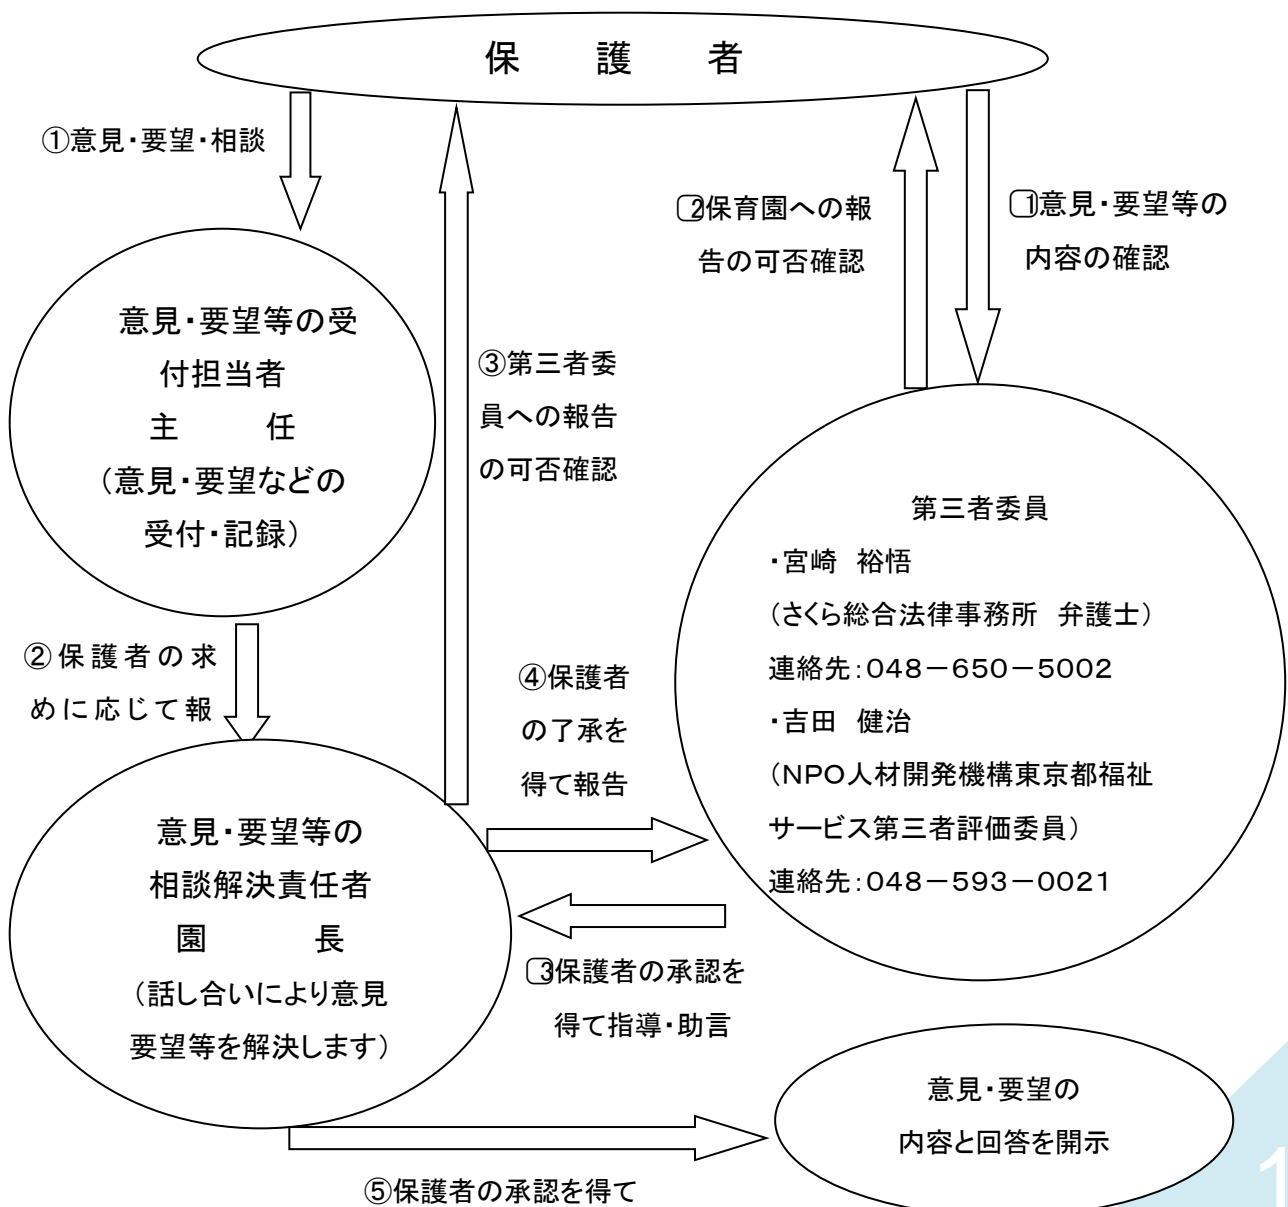 保　護　者
①意見・要望・相談
2保育園への報
告の可否確認
1意見・要望等の
内容の確認
意見・要望等の受
付担当者
主　任
（意見・要望などの
受付・記録）
③第三者委
員への報告
の可否確認
第三者委員
・宮崎　裕悟
（さくら総合法律事務所　弁護士）
連絡先：０４８－６５０－５００２
・吉田　健治
（NPO人材開発機構東京都福祉
サービス第三者評価委員）
連絡先：０４８－５９３－００２１
②保護者の求
めに応じて報
④保護者
の了承を
得て報告
意見・要望等の
相談解決責任者
園　長
（話し合いにより意見
要望等を解決します）
3保護者の承認を
得て指導・助言
意見・要望の
内容と回答を開示
⑤保護者の承認を得て
1